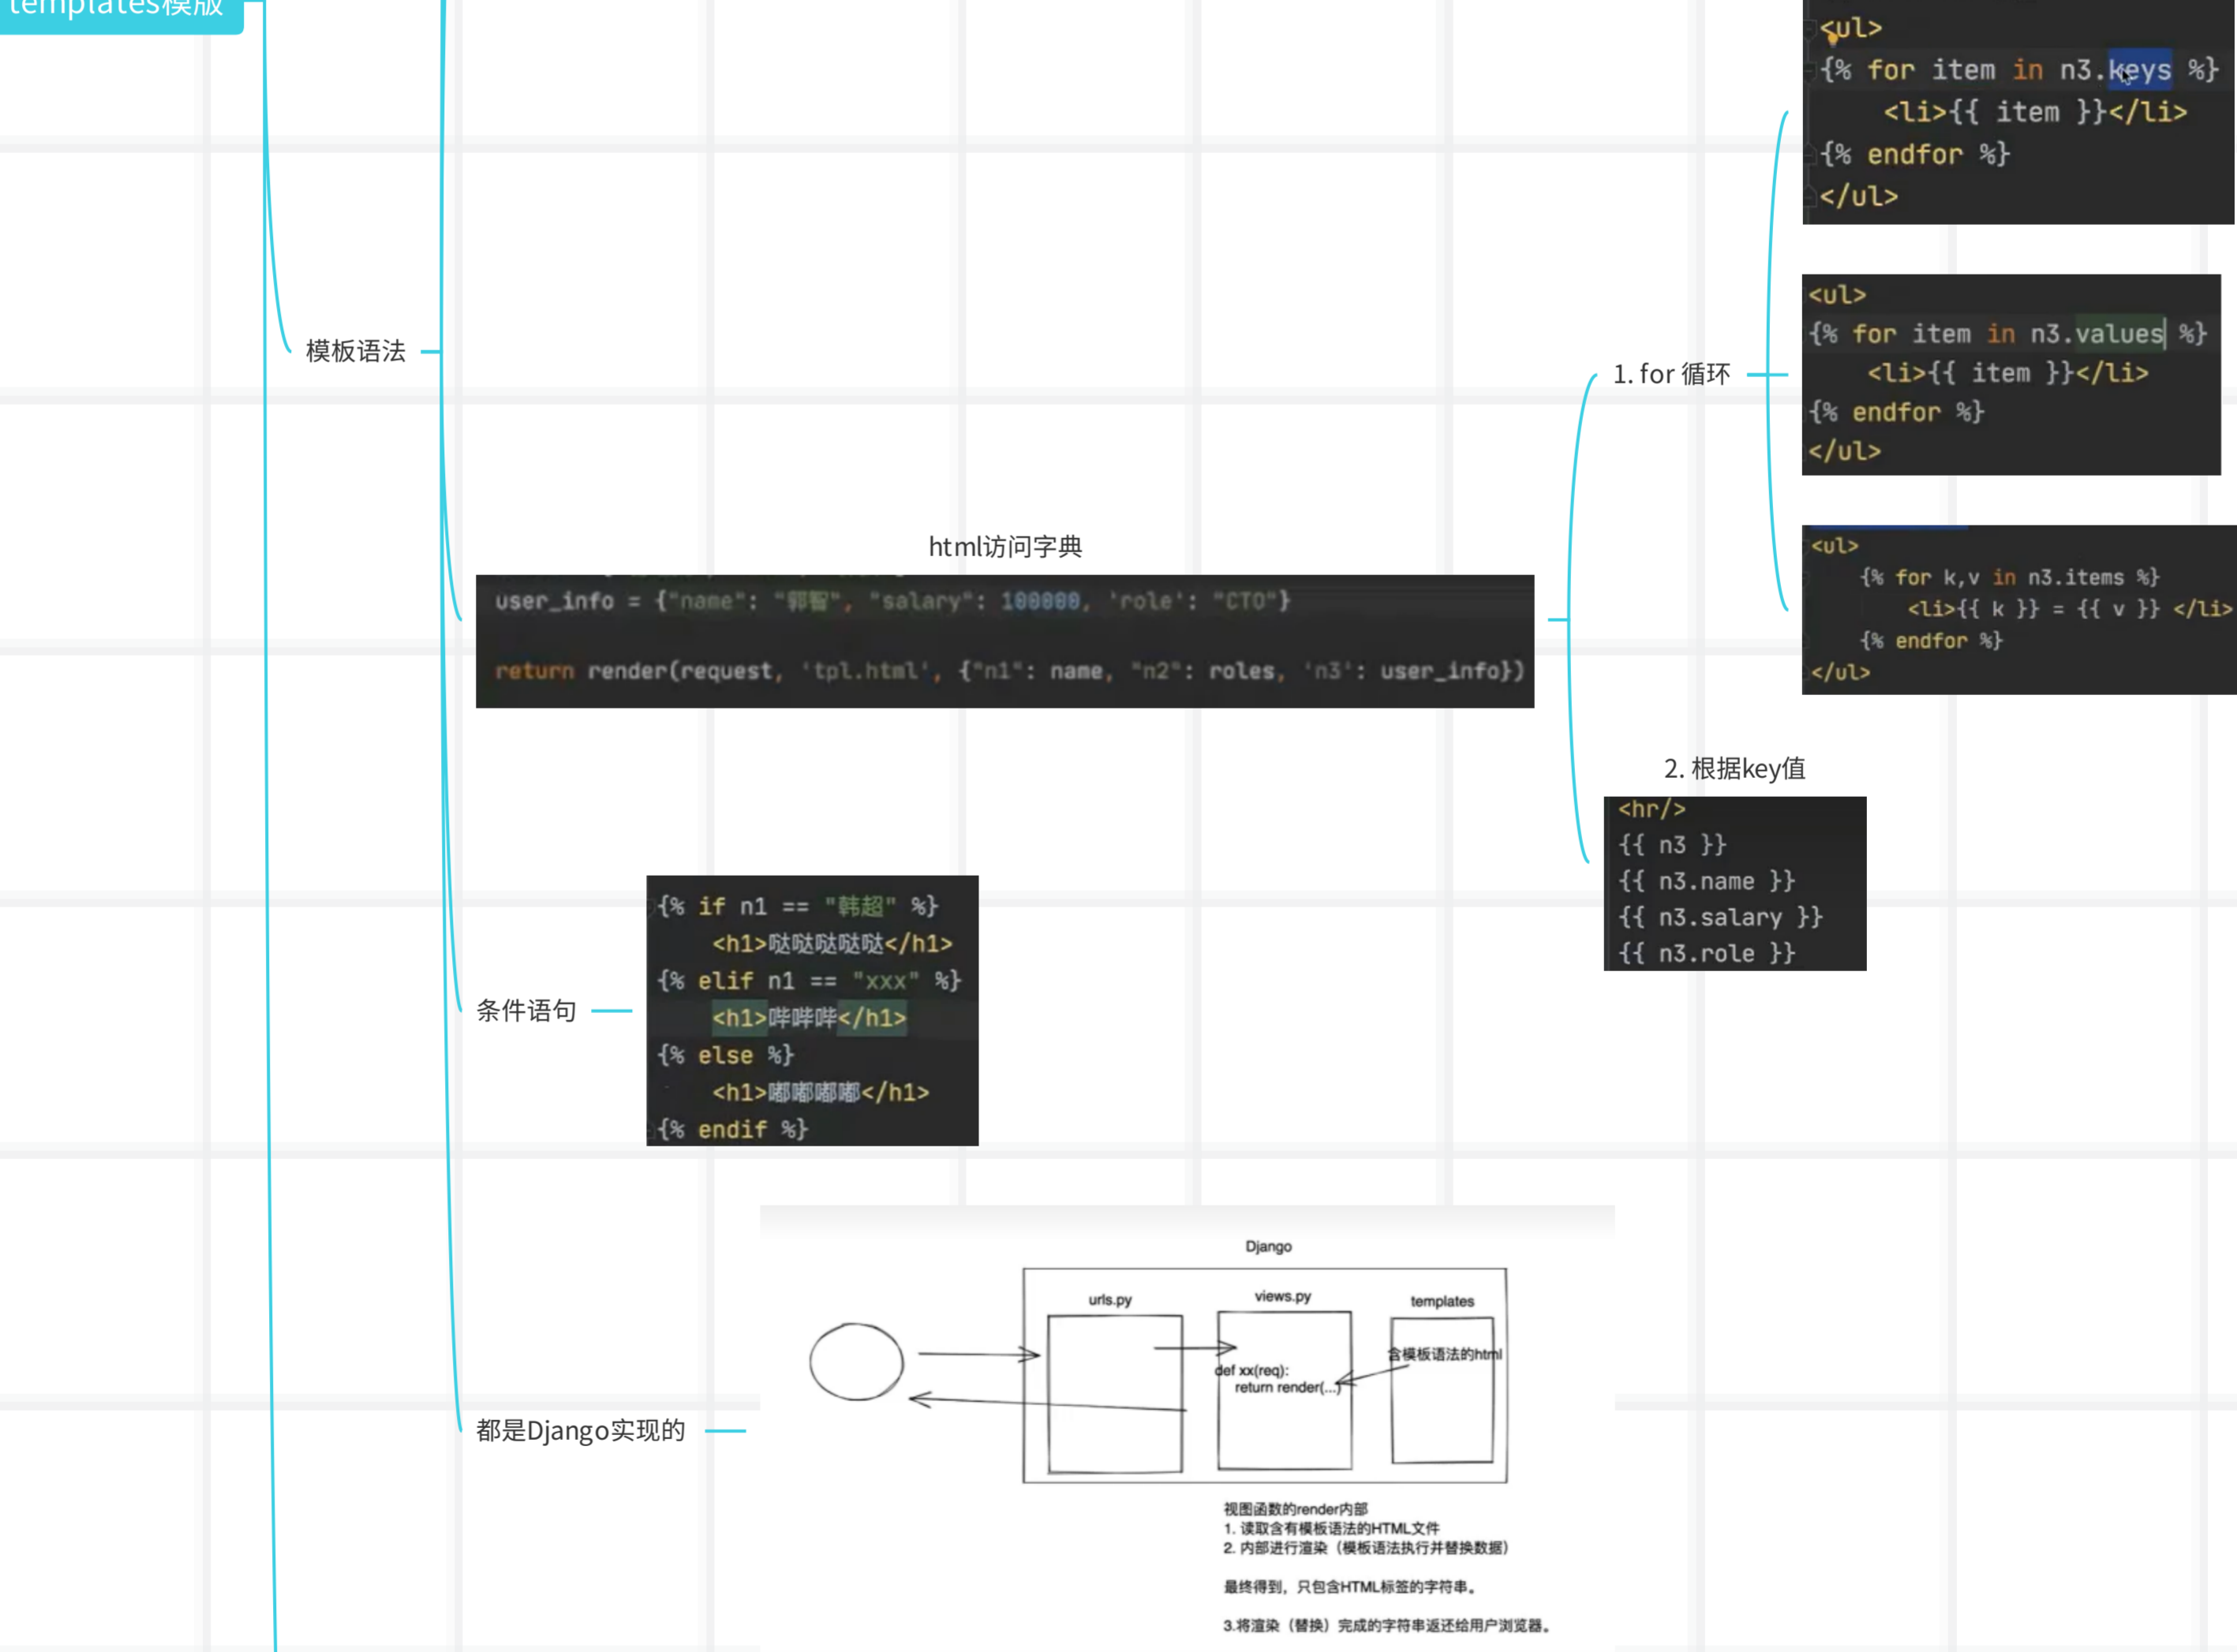 templates模版
模板语法
html访问字典
user_info = {"name": "郭智", "salary": 100000, 'role': "CTO"}
return render(request, 'tpl.html', {"n1": name, "n2": roles, 'n3': user_info})
1. for 循环
<ul>
{% for item in n3.keys %}
<li>{{ item }}</li>
{% endfor %}
</ul>
<ul>
{% for item in n3.values %}
<li>{{ item }}</li>
{% endfor %}
</ul>
<ul>
{% for k,v in n3.items %}
<li>{{ k }} = {{ v }} </li>
{% endfor %}
</ul>
2. 根据key值
<hr/>
{{ n3 }}
{{ n3.name }}
{{ n3.salary }}
{{ n3.role }}
条件语句
{% if n1 == "韩超" %}
<h1>哒哒哒哒哒</h1>
{% elif n1 == "xxx" %}
<h1>哔哔哔</h1>
{% else %}
<h1>嘟嘟嘟嘟</h1>
{% endif %}
都是Django实现的
Django
urls.py
views.py
templates
def xx(req):
return render(...)
含模板语法的html
视图函数的render内部
1. 读取含有模板语法的HTML文件
2. 内部进行渲染（模板语法执行并替换数据）
最终得到，只包含HTML标签的字符串。
3.将渲染（替换）完成的字符串返还给用户浏览器。